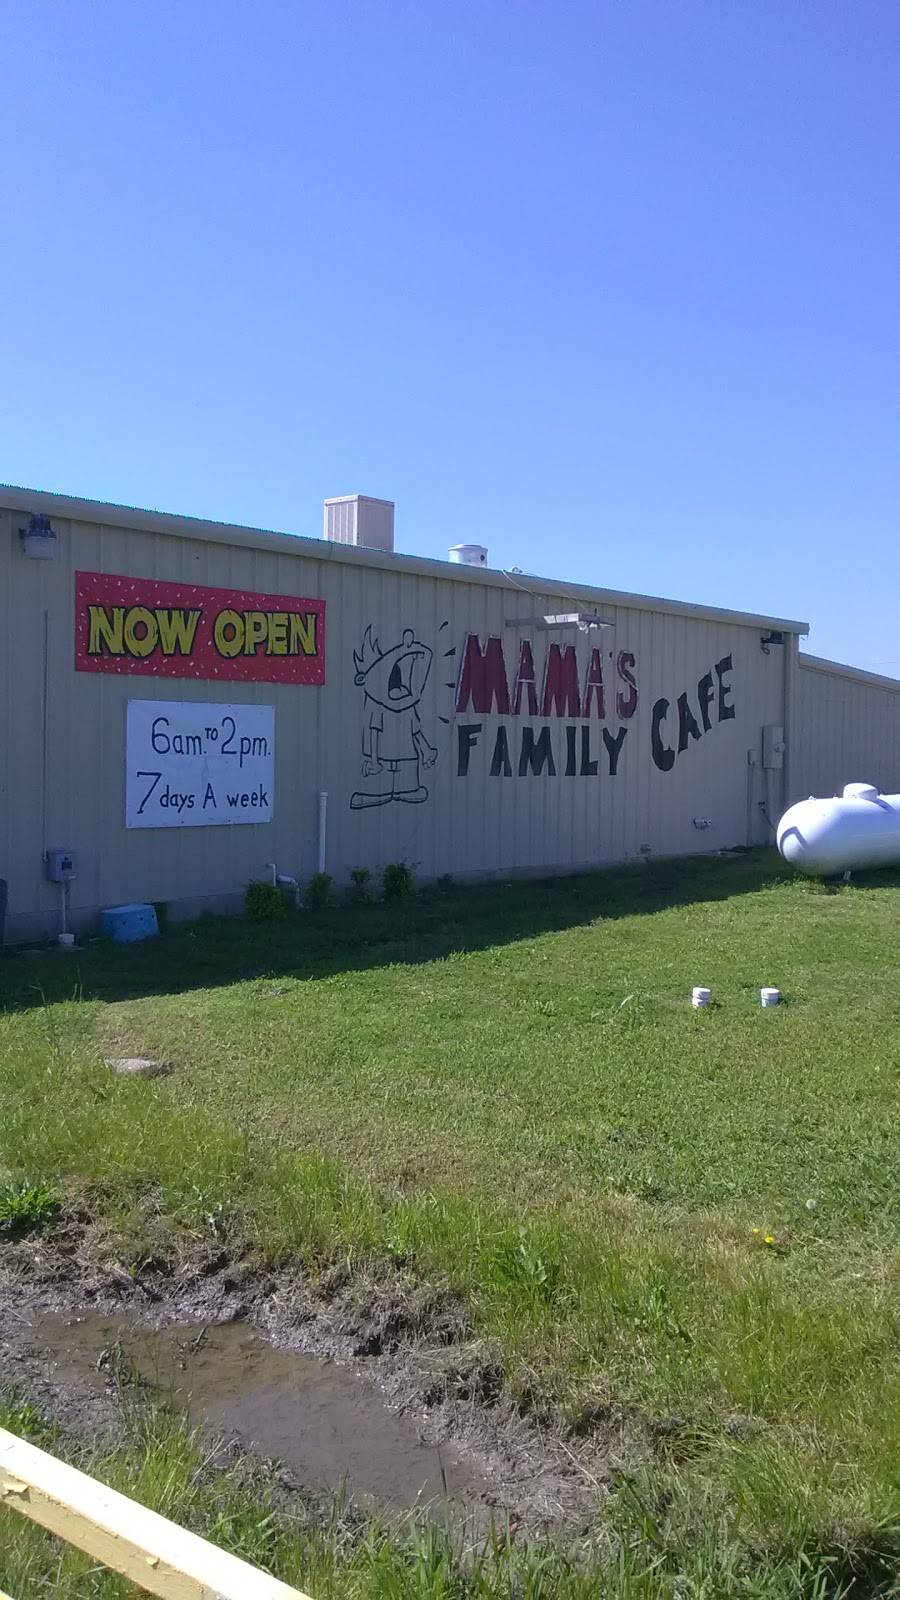 NOW OPEN
6am. TO 2pm.
7 days A week
MAMA'S
FAMILY CAFE